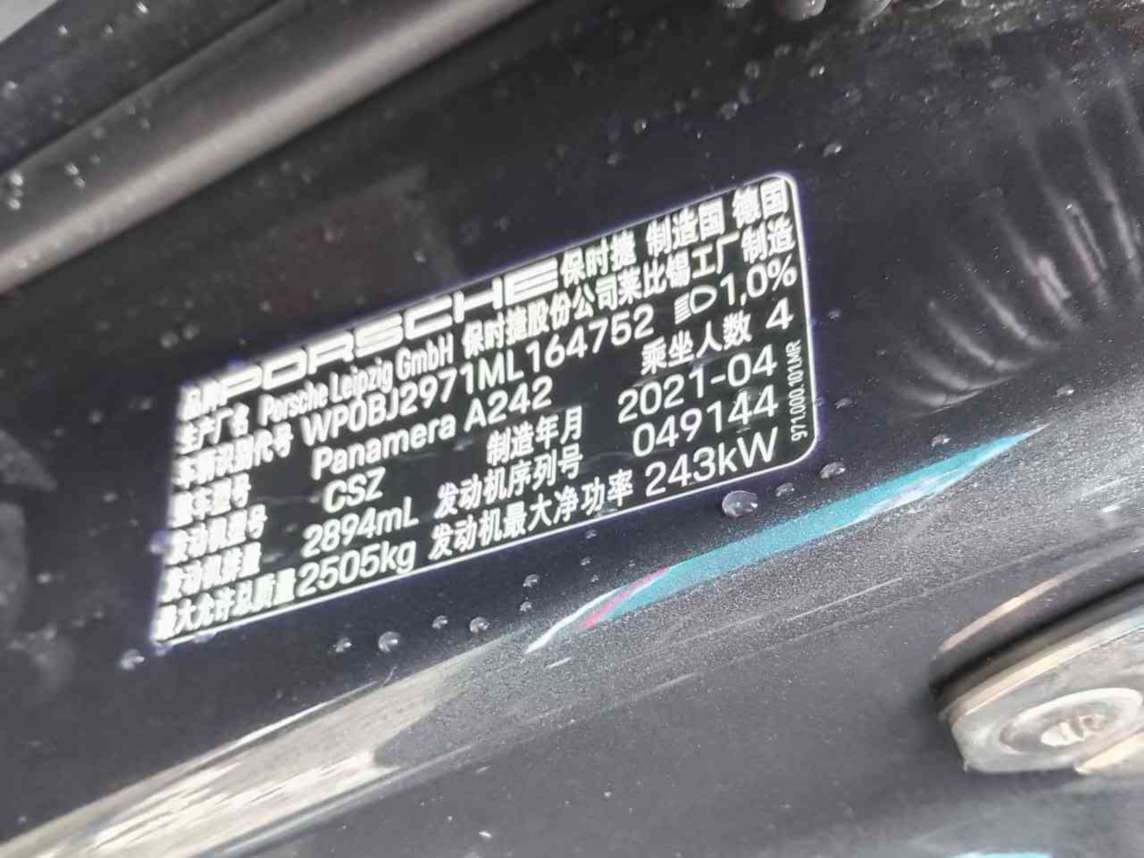 品牌 PORSCHE 保时捷 制造国 德国
生产厂名 Porsche Leipzig GmbH 保时捷股份公司莱比锡工厂制造
车辆识别代号 WP0BJ2971ML164752 1,0%
整车型号 Panamera A242 乘坐人数 4
发动机型号 CSZ 制造年月 2021-04
发动机排量 2894mL 发动机序列号 049144
最大允许总质量 2505kg 发动机最大净功率 243kW
971.000.101.MR